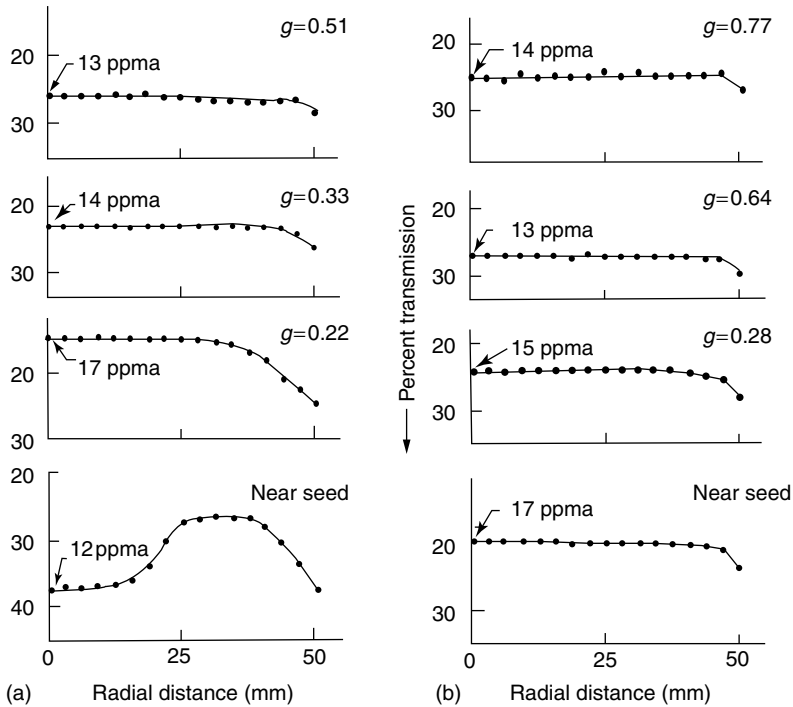 g=0.51
20
13 ppma
30
g=0.33
20
14 ppma
30
g=0.22
17 ppma
20
30
Near seed
20
30
12ppma
40
0 25 50
(a) Radial distance (mm)
g=0.77
20
14 ppma
30
g=0.64
20
13 ppma
30
g=0.28
15 ppma
20
30
Near seed
17 ppma
20
30
0 25 50
(b) Radial distance (mm)
Percent transmission